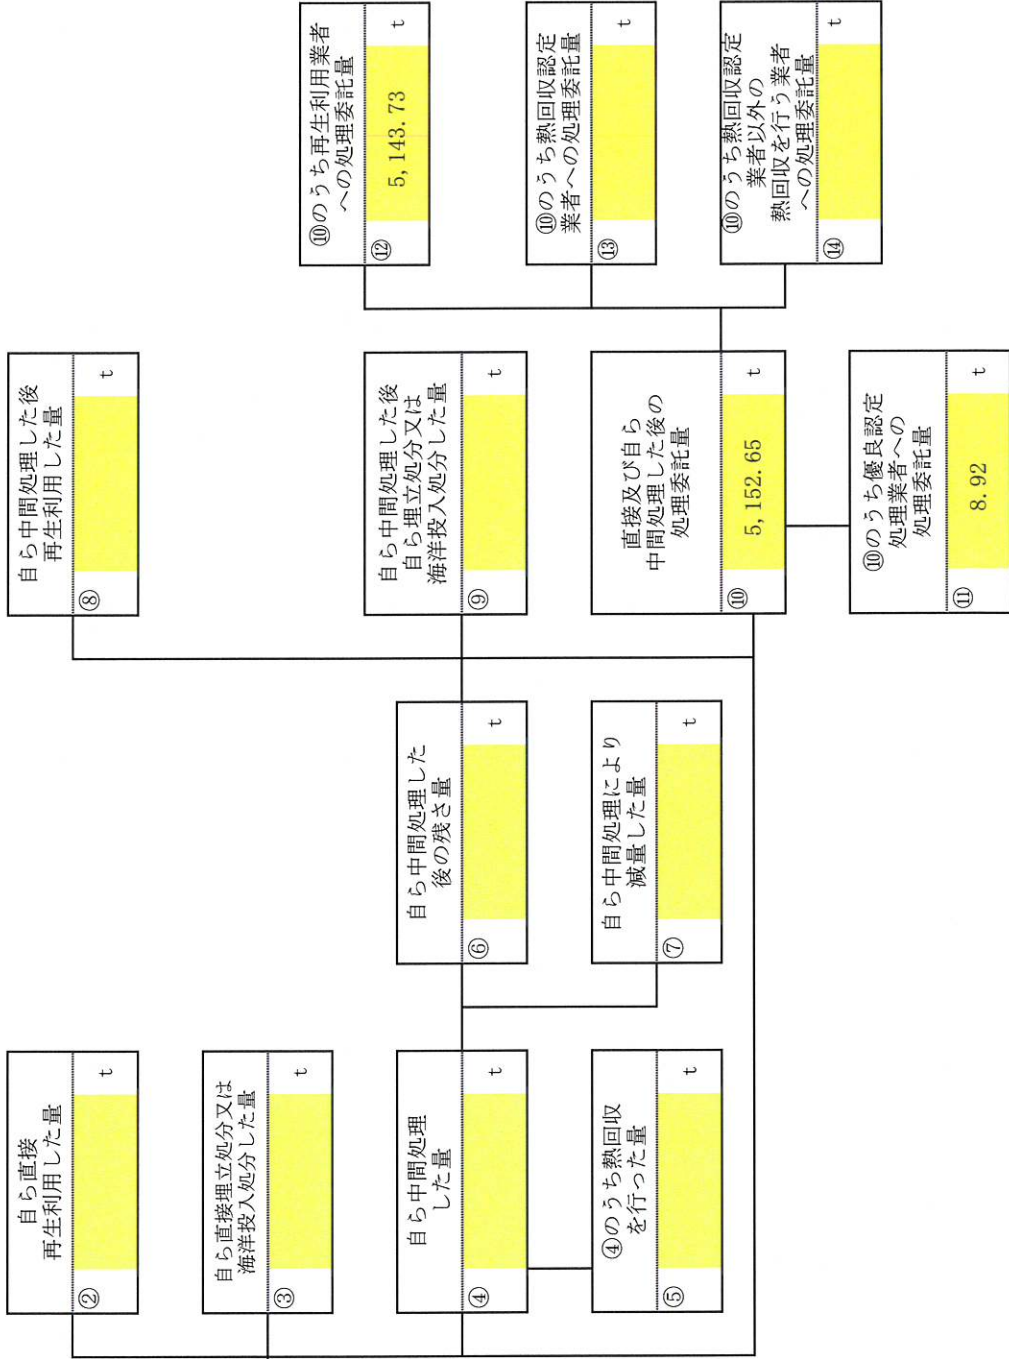 自ら直接
再生利用した量
②
t
自ら直接埋立処分又は
海洋投入処分した量
③
t
自ら中間処理
した量
④
t
④のうち熱回収
を行った量
⑤
t
自ら中間処理した
後の残さ量
⑥
t
自ら中間処理により
減量した量
⑦
t
自ら中間処理した後
再生利用した量
⑧
t
自ら中間処理した後
自ら埋立処分又は
海洋投入処分した量
⑨
t
直接及び自ら
中間処理した後の
処理委託量
⑩
5,152.65
t
⑩のうち優良認定
処理業者への
処理委託量
⑪
8.92
t
⑩のうち再生利用業者
への処理委託量
⑫
5,143.73
t
⑩のうち熱回収認定
業者への処理委託量
⑬
t
⑩のうち熱回収認定
業者以外の
熱回収を行う業者
への処理委託量
⑭
t